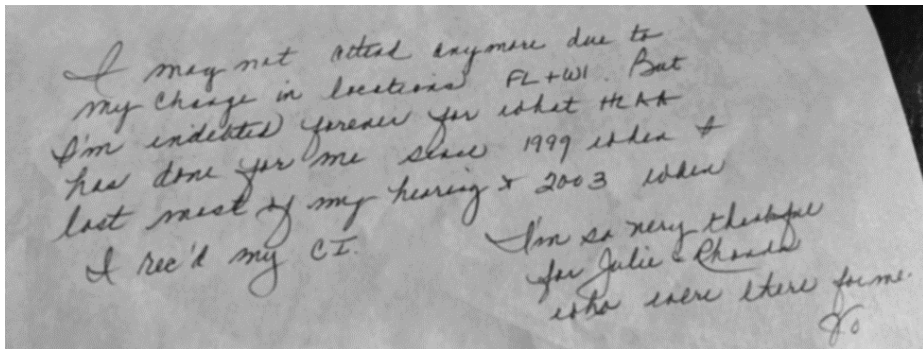 I may not attend anymore due to
my change in locations FL + WI. But
I'm indebted forever for what HLAA
has done for me since 1999 when I
lost most of my hearing & 2003 when
I rec'd my CI.
I'm so very thankful
for Julie & Rhonda
who were there for me.
Jo